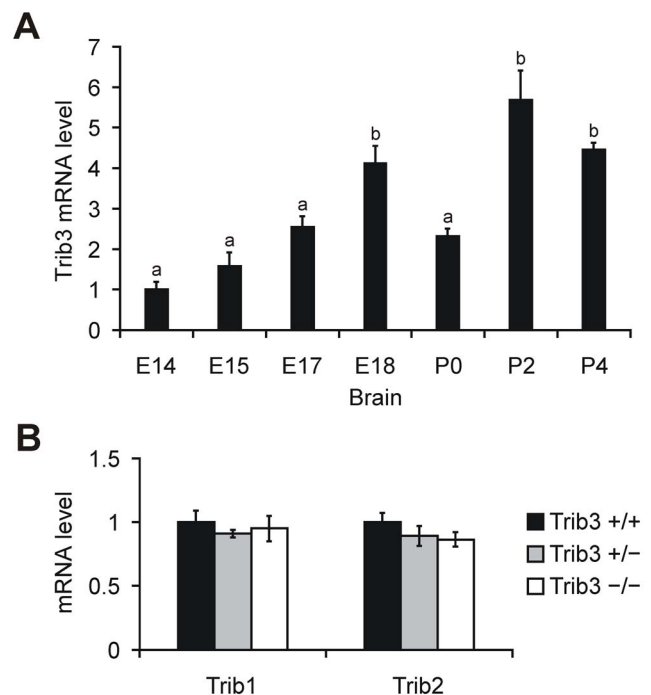 A
7
6
5
4
3
2
1
0
Trib3 mRNA level
a
a
a
b
a
b
b
E14 E15 E17 E18 P0 P2 P4
Brain
B
1.5
1
0.5
0
mRNA level
Trib1 Trib2
Trib3 +/+
Trib3 +/−
Trib3 −/−